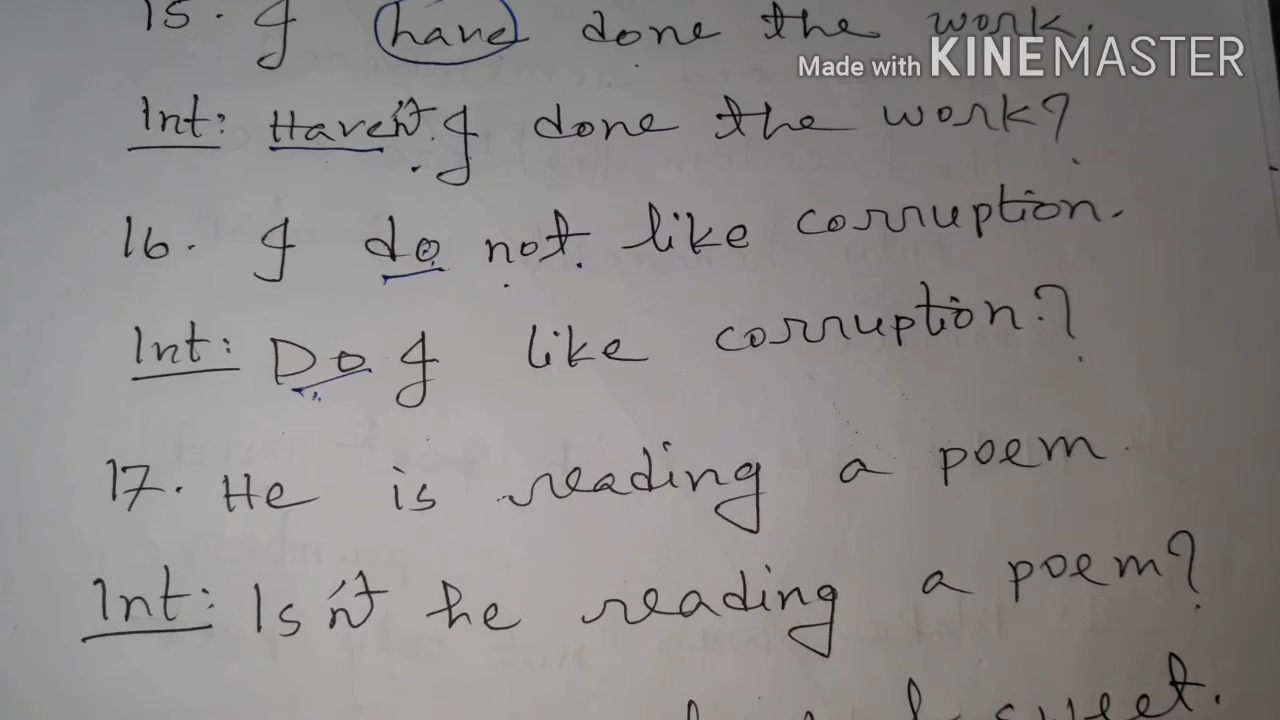 15. I have done the work.
Made with KINEMASTER
Int: Haven't I done the work?
16. I do not like corruption.
Int: Do I like corruption?
17. He is reading a poem.
Int: Isn't he reading a poem?
sweet.